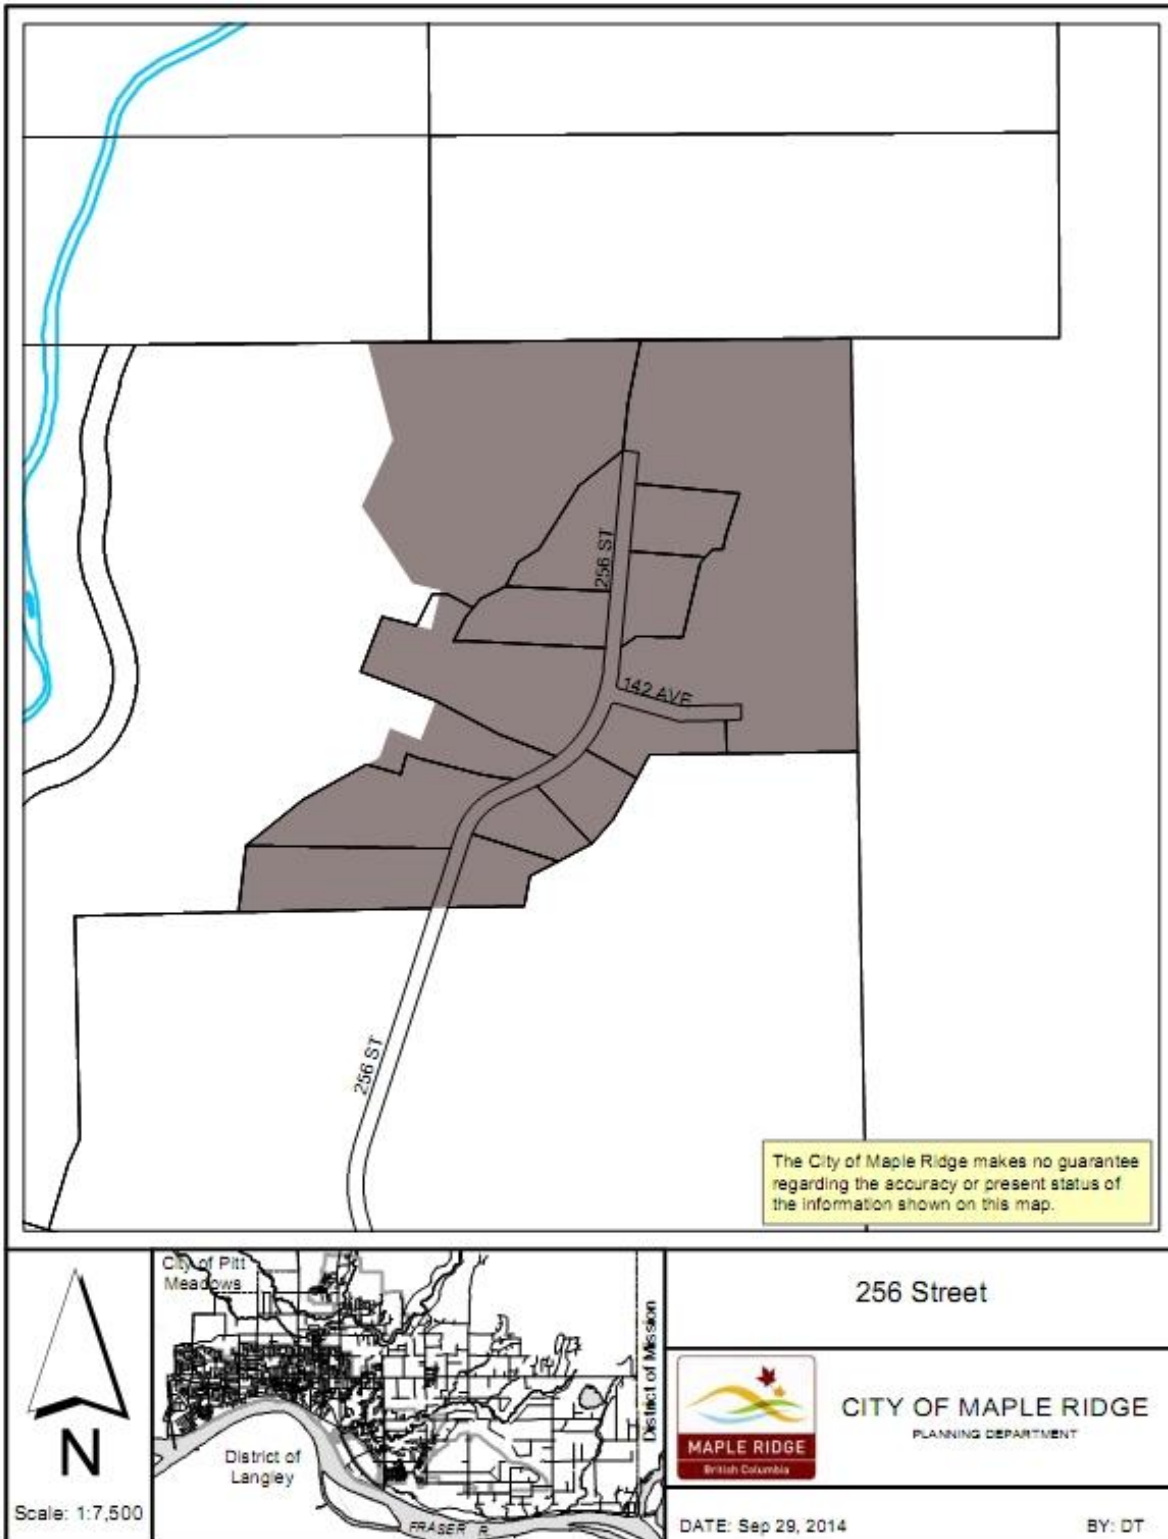 256 ST
142 AVE
256 ST
The City of Maple Ridge makes no guarantee
regarding the accuracy or present status of
the information shown on this map.
N
Scale: 1:7,500
City of Pitt
Meadows
District of Mission
District of
Langley
FRASER R.
256 Street
MAPLE RIDGE
British Columbia
CITY OF MAPLE RIDGE
PLANNING DEPARTMENT
DATE: Sep 29, 2014
BY: DT